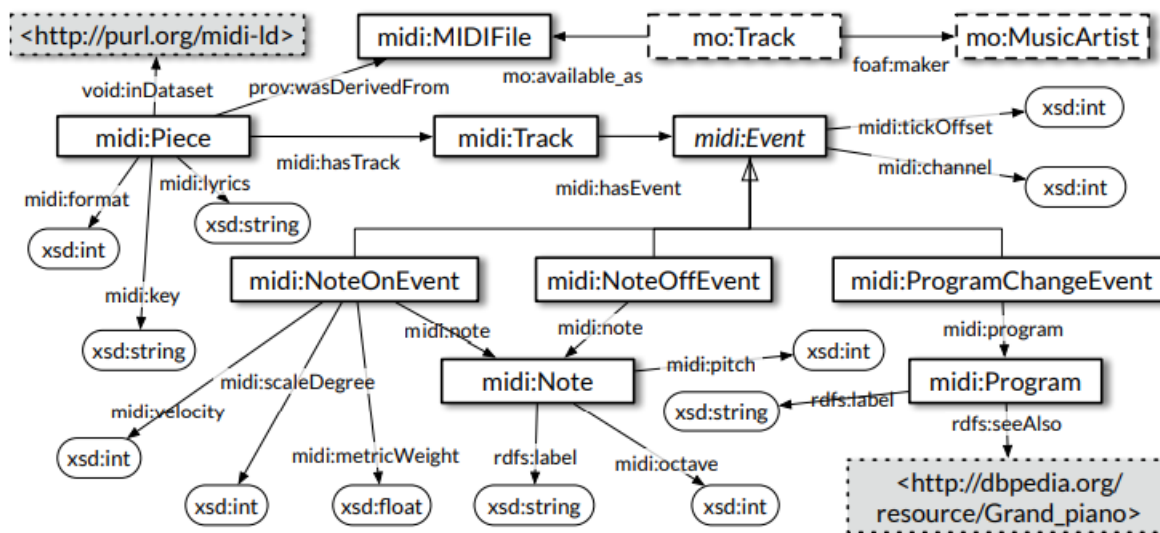 <http://purl.org/midi-ld>
midi:MIDIFile
mo:Track
mo:MusicArtist
mo:available_as
foaf:maker
void:inDataset
prov:wasDerivedFrom
midi:Piece
midi:hasTrack
midi:Track
midi:hasEvent
midi:Event
midi:tickOffset
xsd:int
midi:channel
xsd:int
midi:format
xsd:int
midi:lyrics
xsd:string
midi:key
xsd:string
midi:NoteOnEvent
midi:NoteOffEvent
midi:ProgramChangeEvent
midi:note
midi:note
midi:program
midi:velocity
xsd:int
midi:scaleDegree
xsd:int
midi:metricWeight
xsd:float
midi:Note
midi:pitch
xsd:int
rdfs:label
xsd:string
midi:octave
xsd:int
midi:Program
rdfs:label
xsd:string
rdfs:seeAlso
<http://dbpedia.org/
resource/Grand_piano>